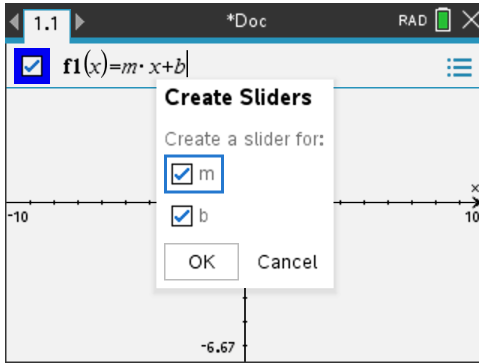 1.1 *Doc RAD
f1(x)=m·x+b
Create Sliders
Create a slider for:
m
b
OK Cancel
x
-10 10
-6.67